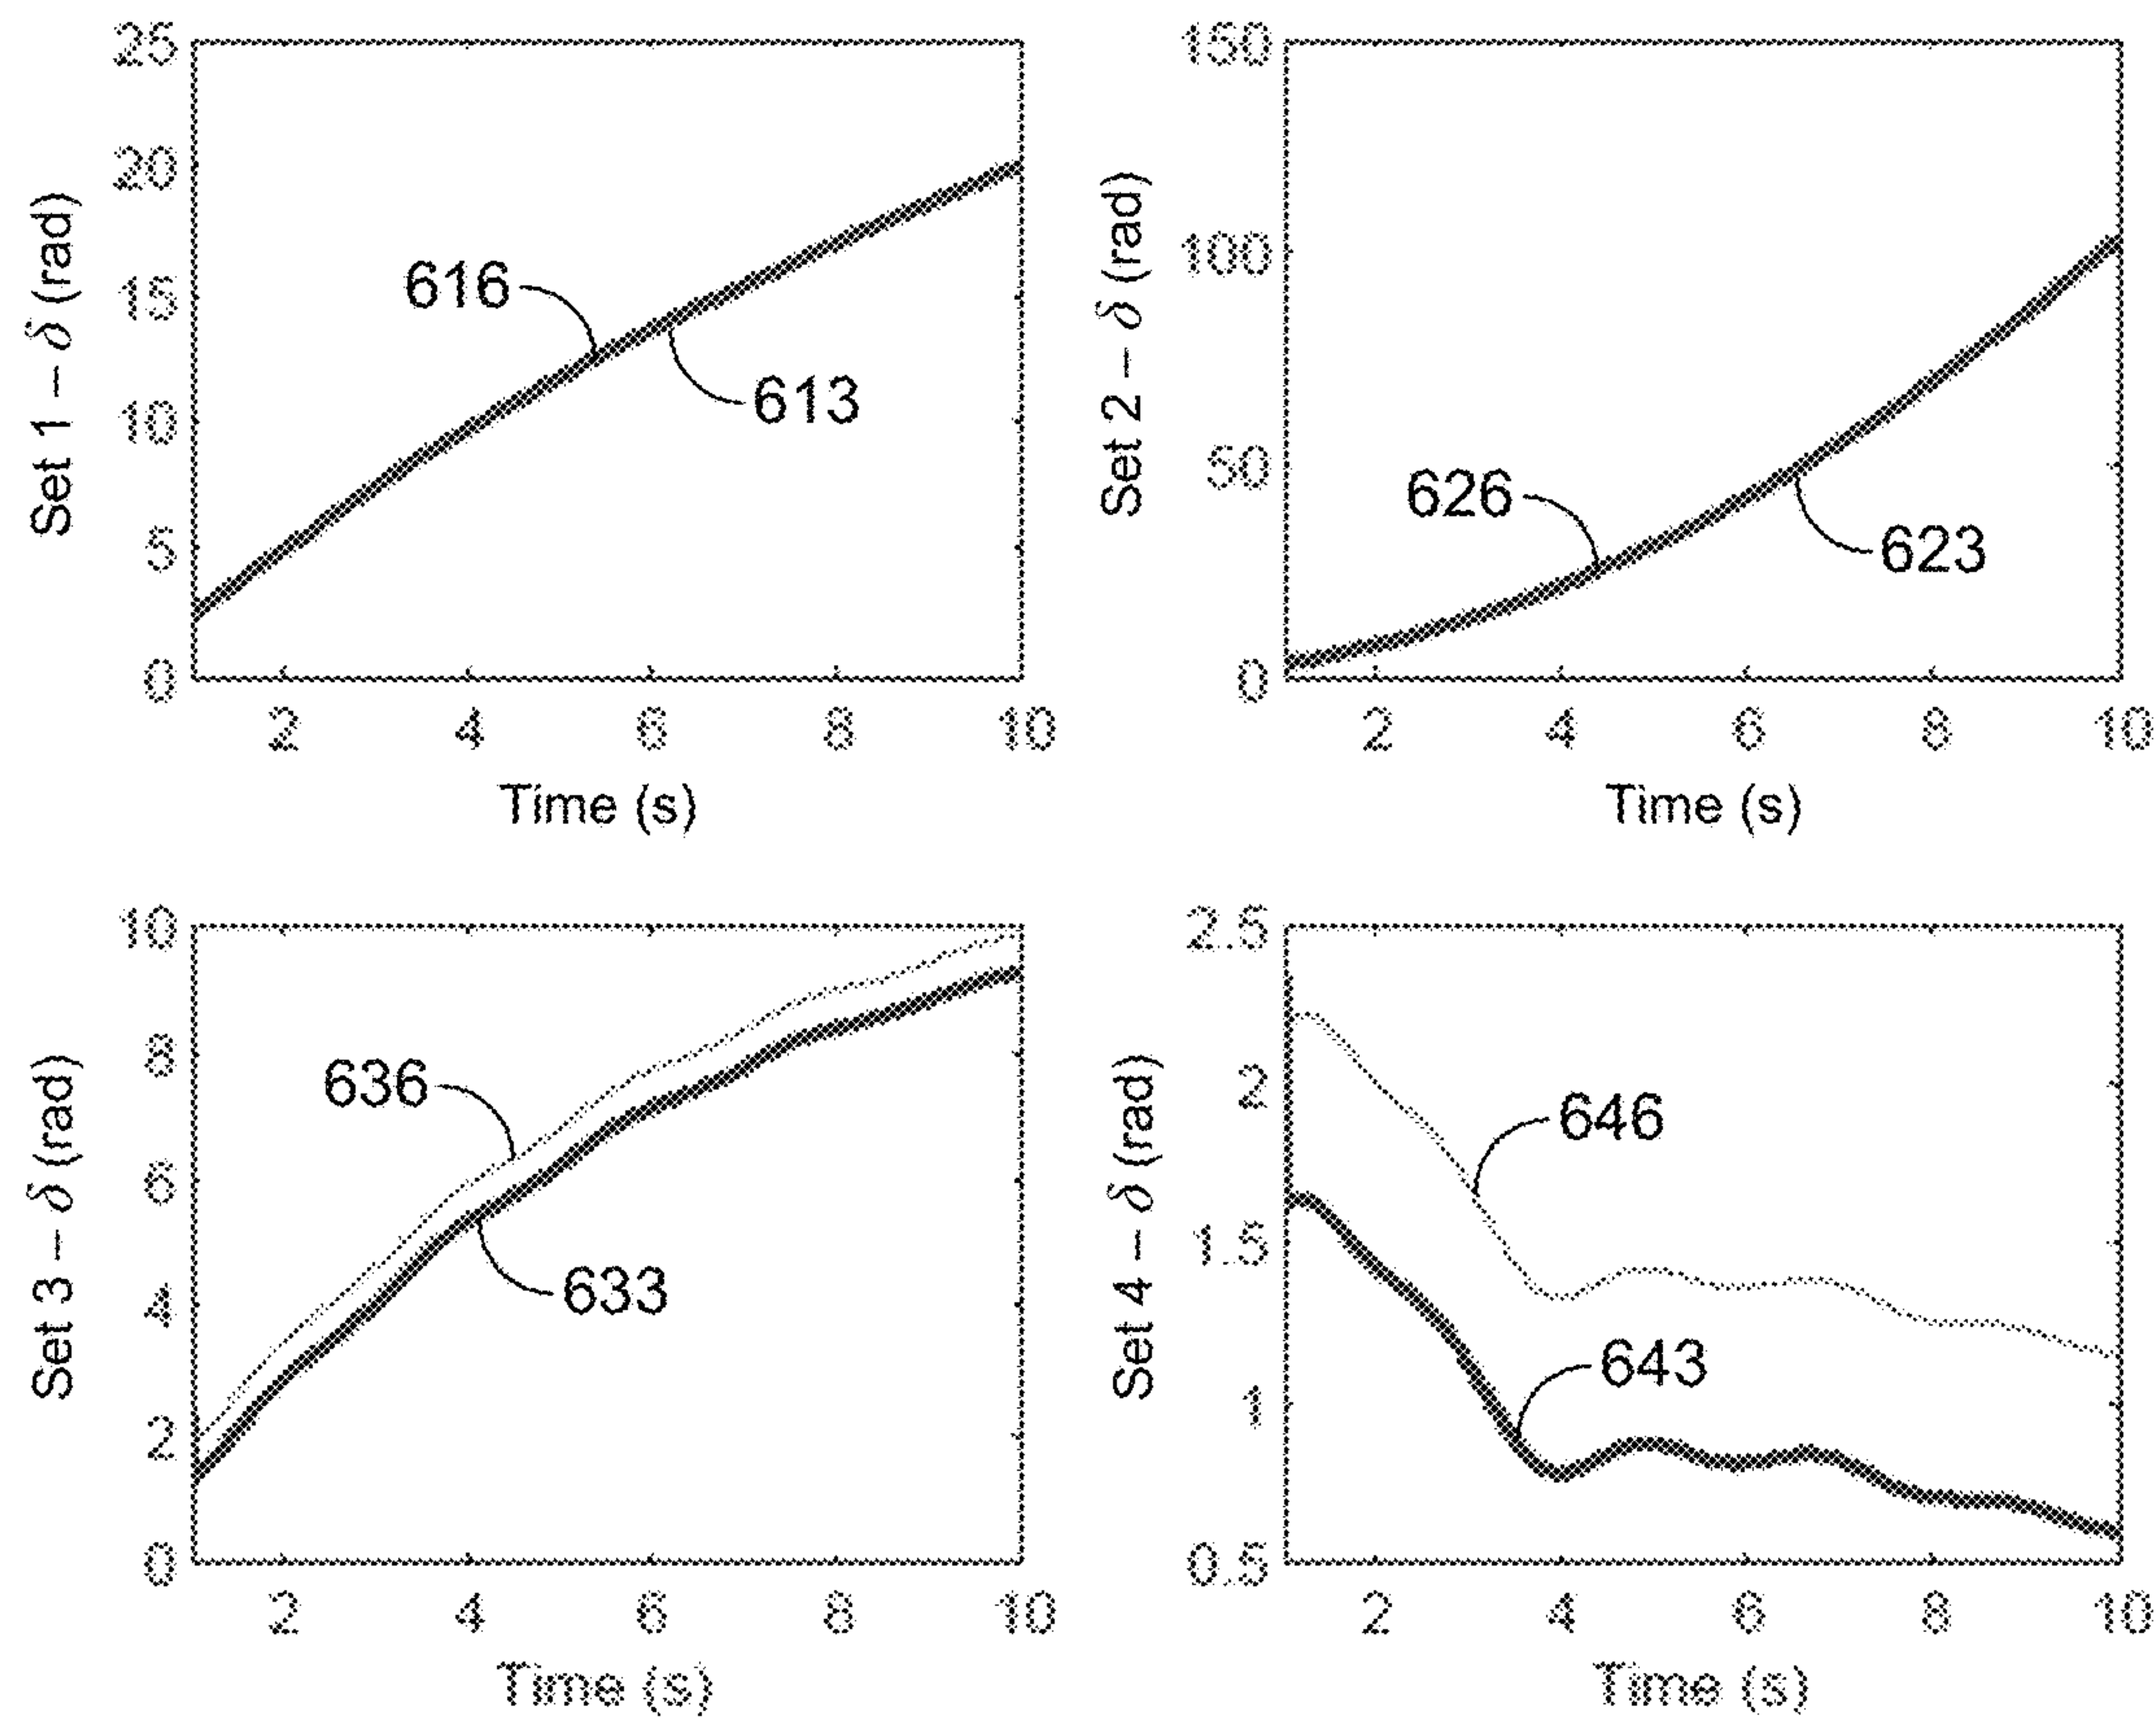 Set 1 – δ (rad)
25
20
15
10
5
0
616
613
2 4 6 8 10
Time (s)
Set 2 – δ (rad)
150
100
50
0
626
623
2 4 6 8 10
Time (s)
Set 3 – δ (rad)
10
8
6
4
2
0
636
633
2 4 6 8 10
Time (s)
Set 4 – δ (rad)
2.5
2
1.5
1
0.5
646
643
2 4 6 8 10
Time (s)